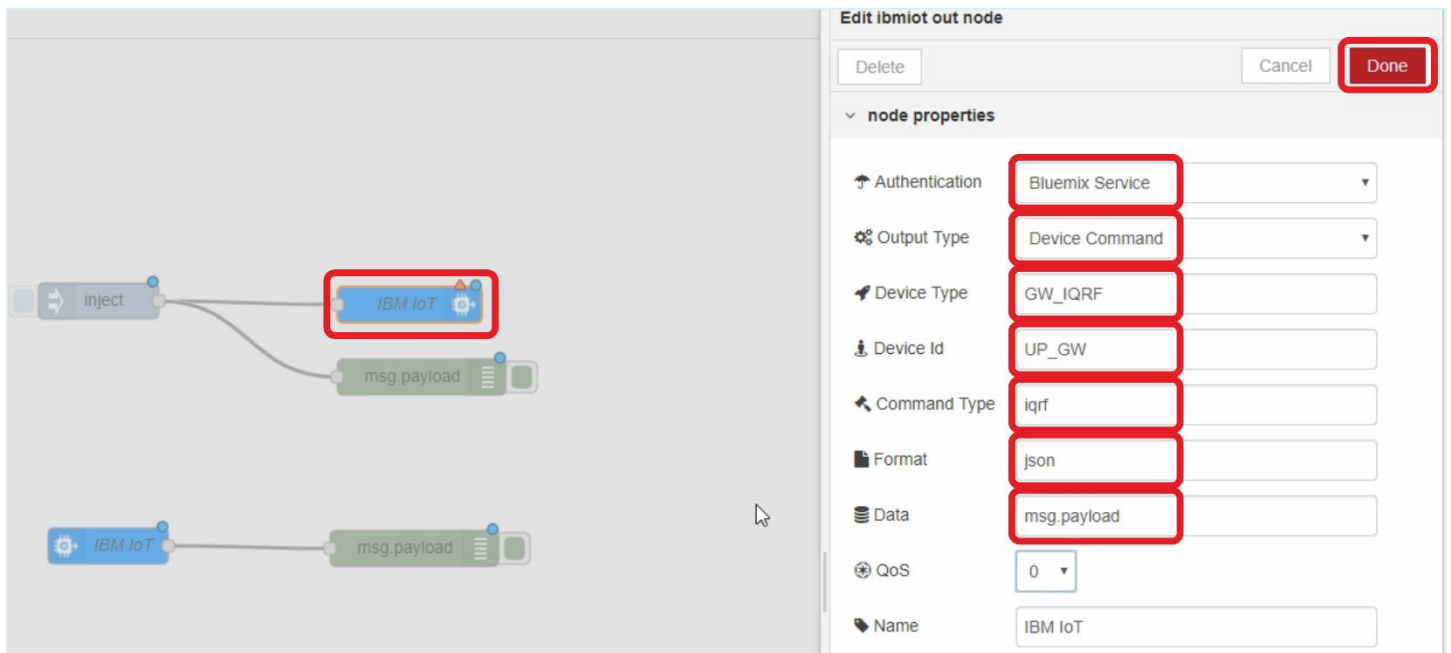 Edit ibmiot out node
Delete
Cancel
Done
node properties
Authentication
Bluemix Service
Output Type
Device Command
Device Type
GW_IQRF
Device Id
UP_GW
Command Type
iqrf
Format
json
Data
msg.payload
QoS
0
Name
IBM IoT
inject
IBM IoT
msg.payload
IBM IoT
msg.payload